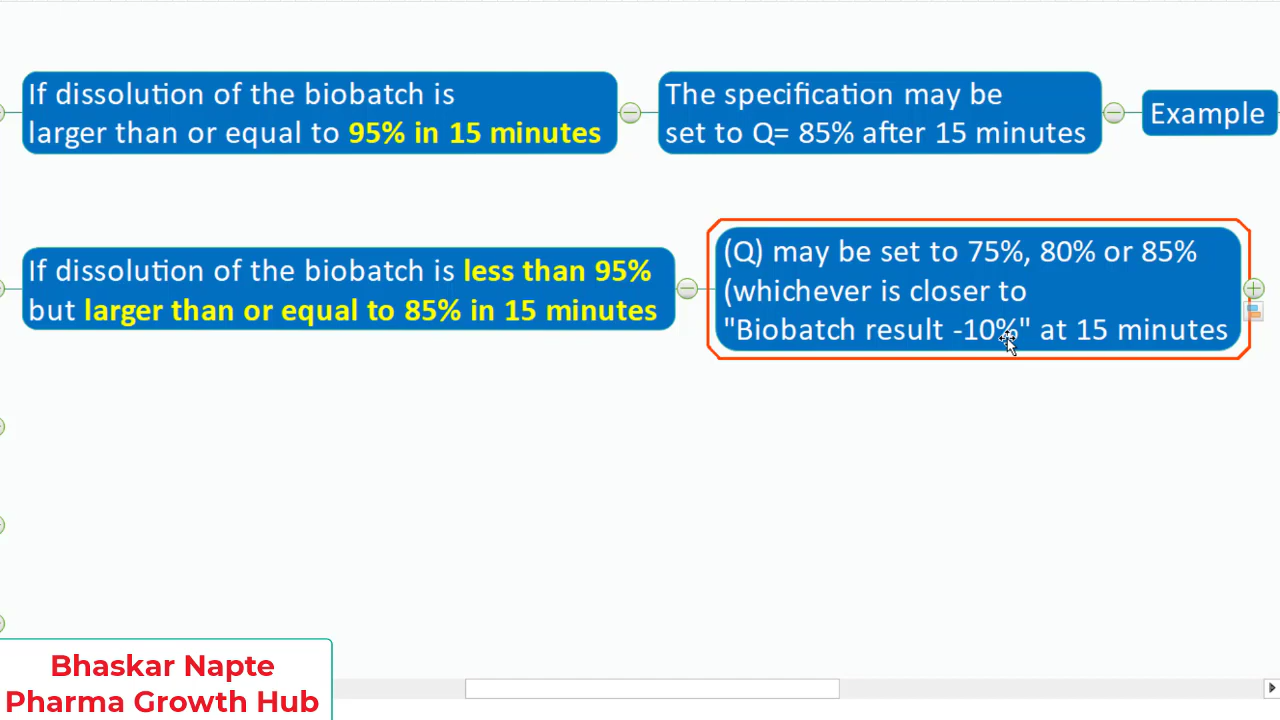 If dissolution of the biobatch is
larger than or equal to 95% in 15 minutes
The specification may be
set to Q= 85% after 15 minutes
Example
If dissolution of the biobatch is less than 95%
but larger than or equal to 85% in 15 minutes
(Q) may be set to 75%, 80% or 85%
(whichever is closer to
"Biobatch result -10%" at 15 minutes
Bhaskar Napte
Pharma Growth Hub